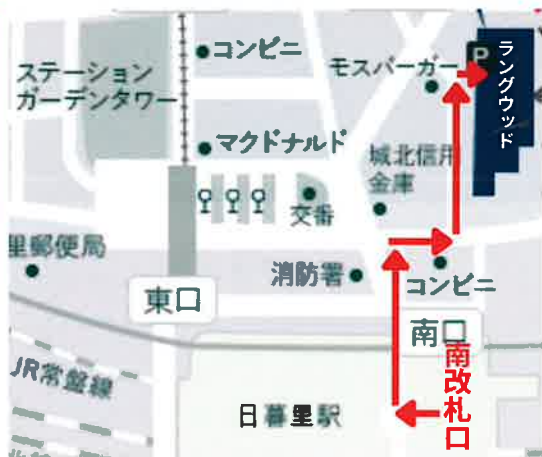 コンビニ
ステーション
ガーデンタワー
モスバーガー
P
ラングウッド
マクドナルド
城北信用
金庫
交番
里郵便局
消防署
コンビニ
東口
南口
南改札口
JR常盤線
日暮里駅